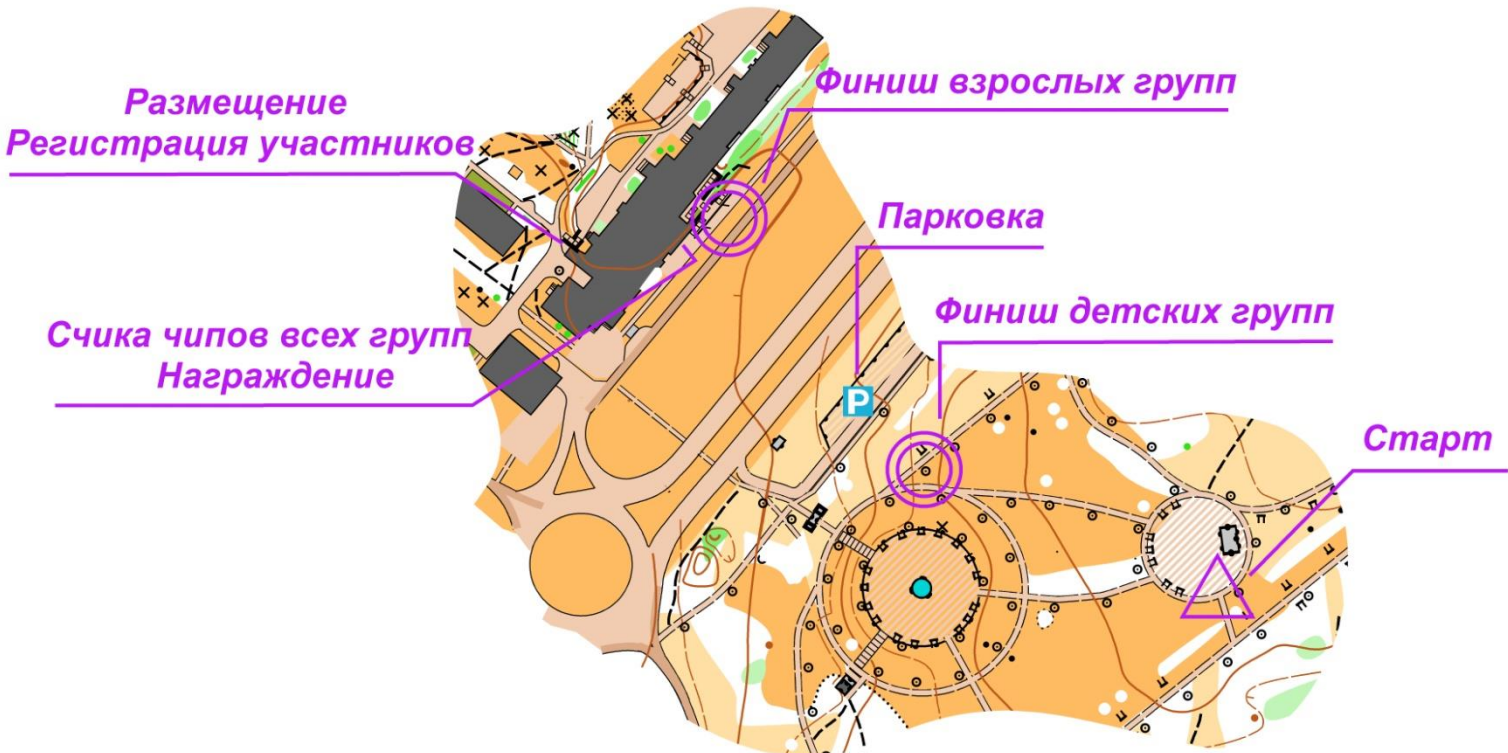 Размещение
Регистрация участников
Финиш взрослых групп
Парковка
Счика чипов всех групп
Награждение
Финиш детских групп
P
Старт